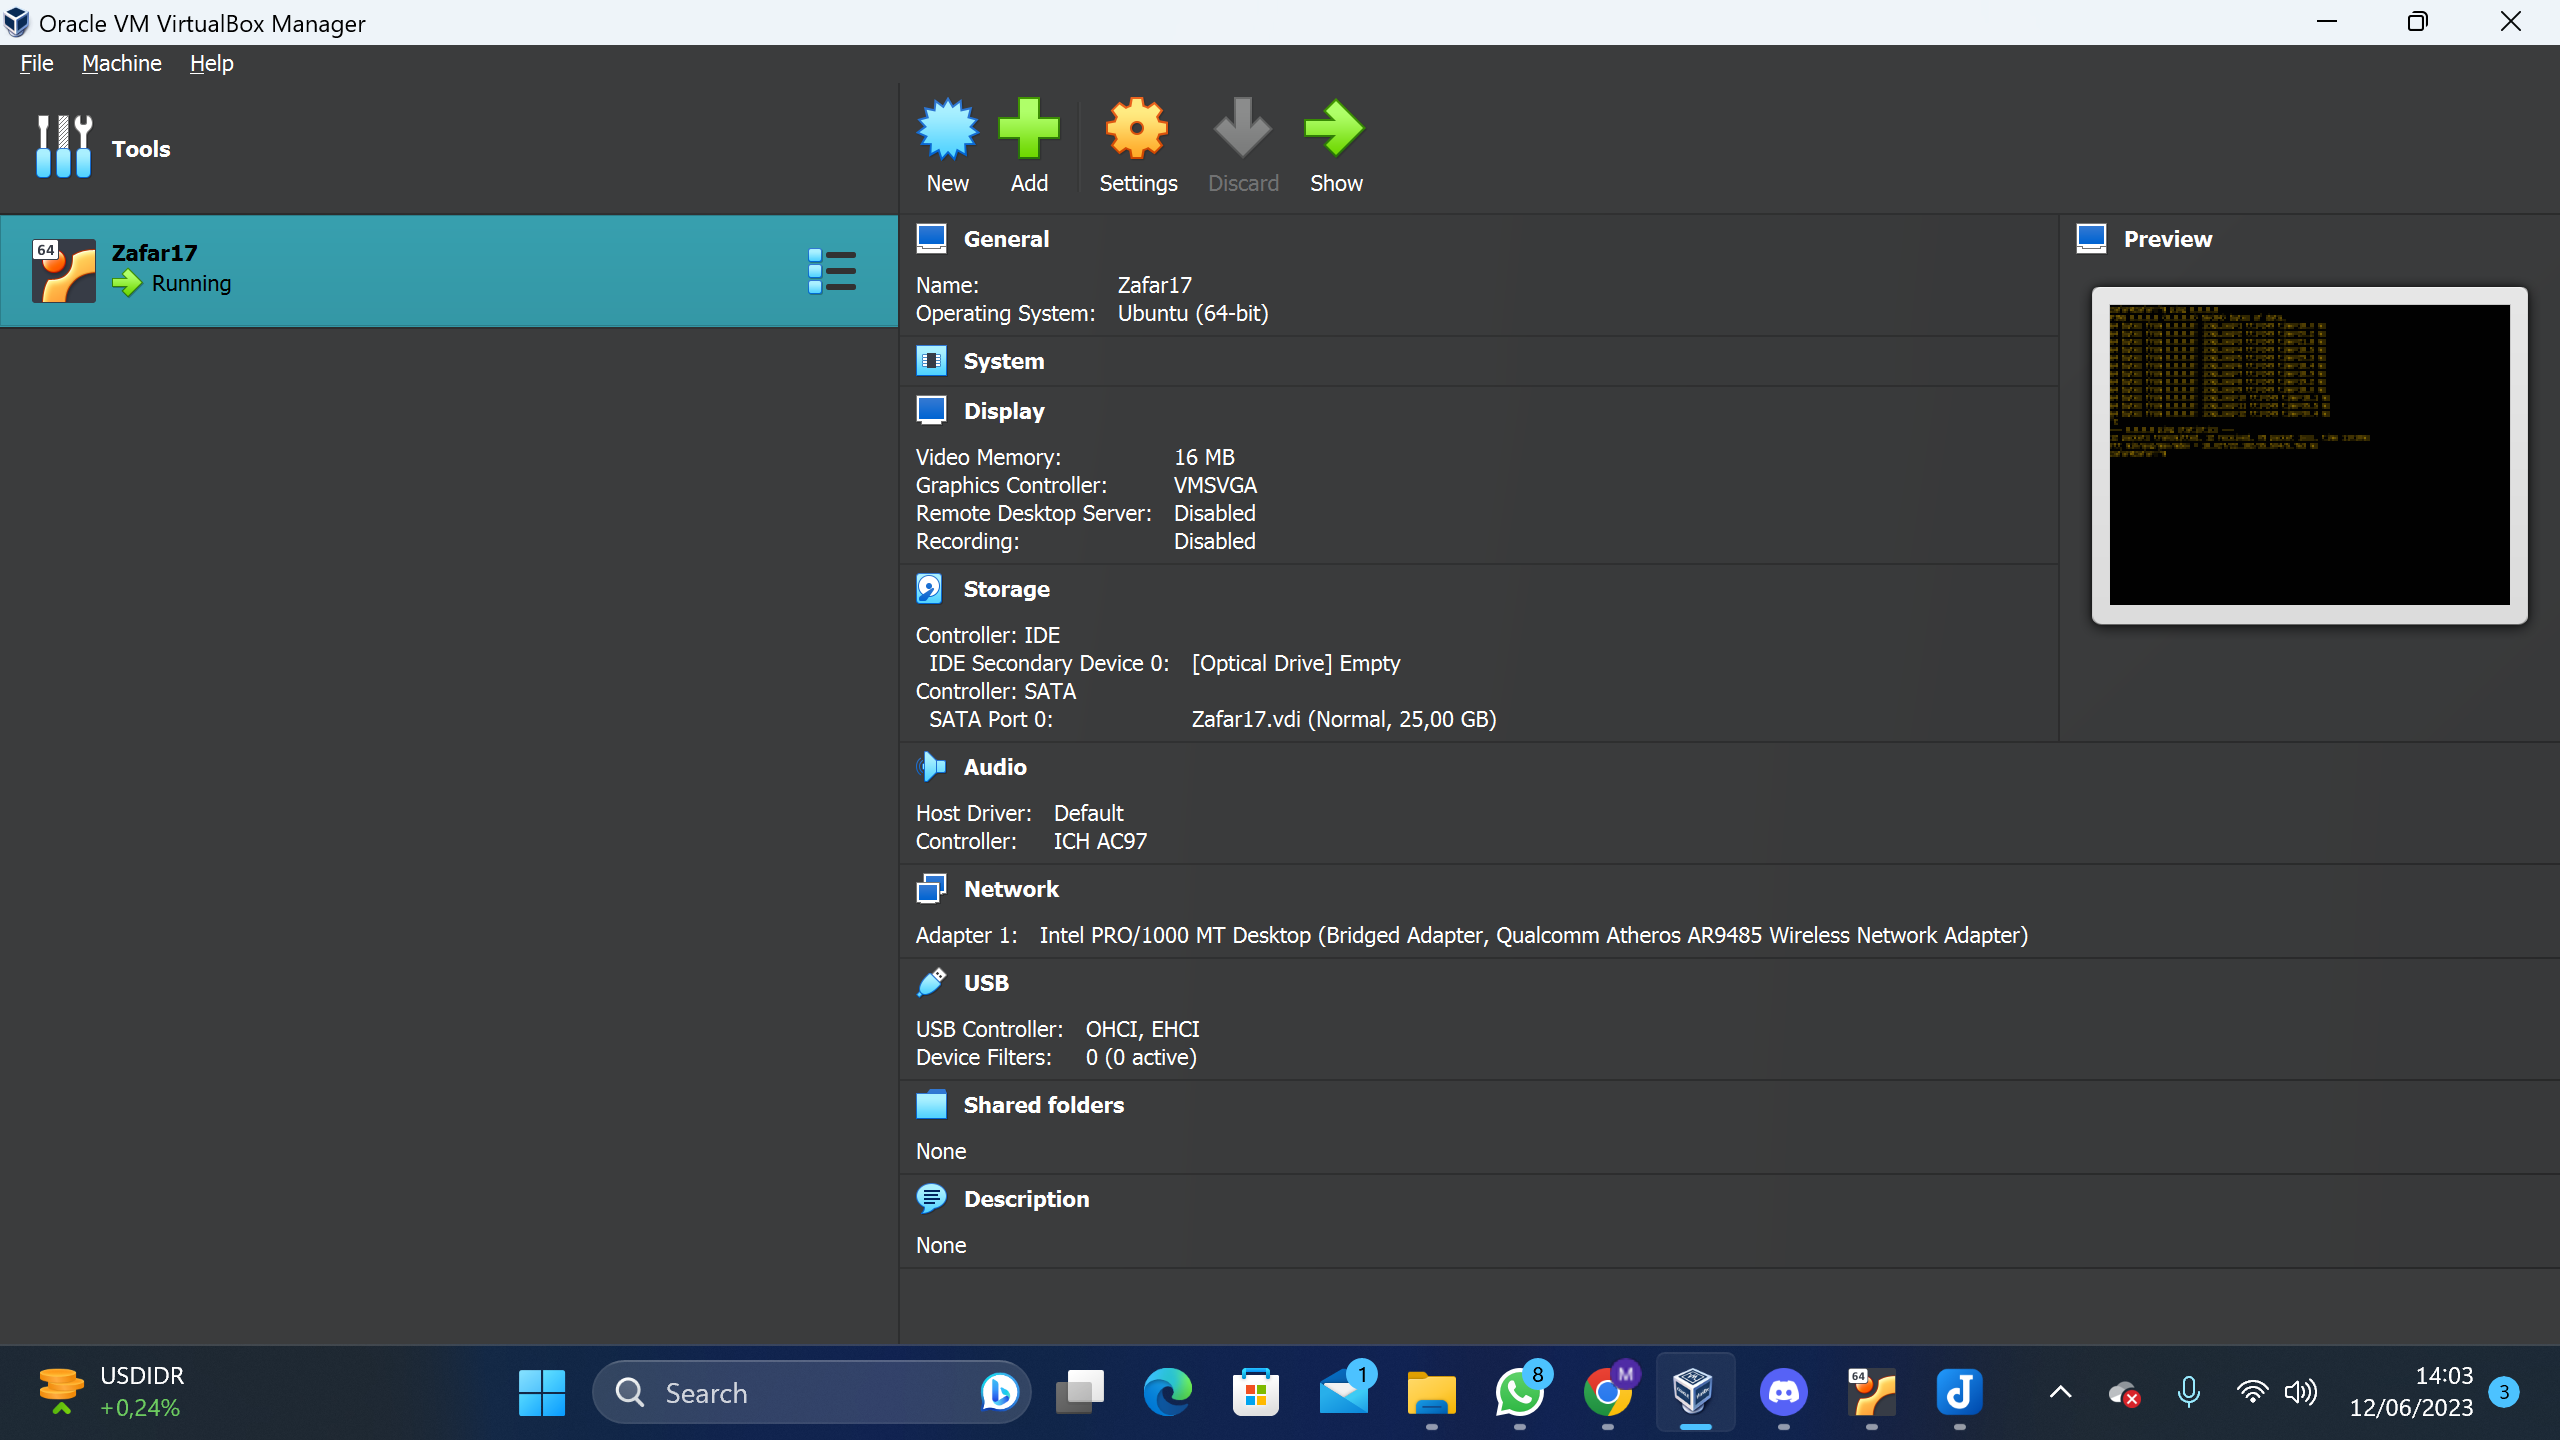 Oracle VM VirtualBox Manager
File Machine Help
Tools
New Add Settings Discard Show
64
Zafar17
Running
General
Name: Zafar17
Operating System: Ubuntu (64-bit)
System
Display
Video Memory: 16 MB
Graphics Controller: VMSVGA
Remote Desktop Server: Disabled
Recording: Disabled
Storage
Controller: IDE
IDE Secondary Device 0: [Optical Drive] Empty
Controller: SATA
SATA Port 0: Zafar17.vdi (Normal, 25,00 GB)
Audio
Host Driver: Default
Controller: ICH AC97
Network
Adapter 1: Intel PRO/1000 MT Desktop (Bridged Adapter, Qualcomm Atheros AR9485 Wireless Network Adapter)
USB
USB Controller: OHCI, EHCI
Device Filters: 0 (0 active)
Shared folders
None
Description
None
Preview
USDIDR
+0,24%
Search
1
8
M
64
14:03
12/06/2023
3